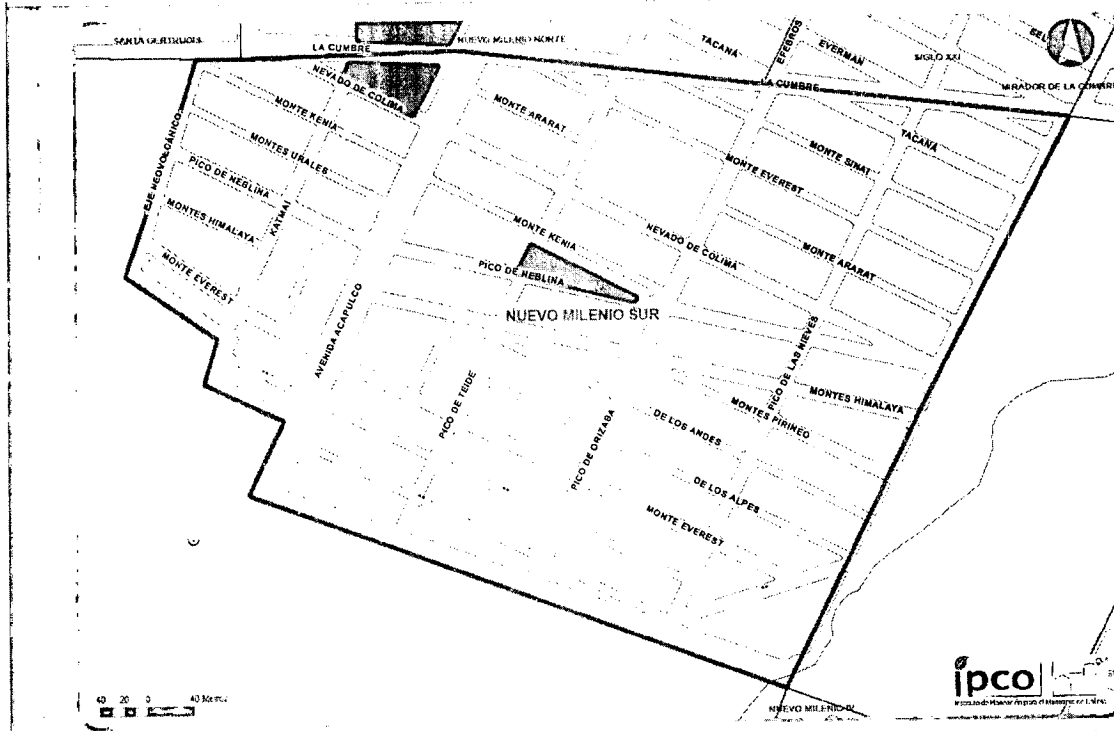 SANTA GERTRUDIS
NUEVO MILENIO NORTE
LA CUMBRE
TACANÁ
EVERMAN
SIGLO XXI
MIRADOR DE LA CUMBRE
LA CUMBRE
NEVADO DE COLIMA
MONTE KENIA
MONTES URALES
PICO DE NEBLINA
MONTES HIMALAYA
MONTE EVEREST
EJE NEOVOLCÁNICO
KATMAI
AVENIDA ACAPULCO
MONTE ARARAT
MONTE KENIA
PICO DE NEBLINA
NUEVO MILENIO SUR
NEVADO DE COLIMA
MONTE EVEREST
MONTE SINAI
TACANÁ
MONTE ARARAT
PICO DE LAS NIEVES
MONTES HIMALAYA
MONTES PIRINEO
DE LOS ANDES
DE LOS ALPES
MONTE EVEREST
PICO DE TEIDE
PICO DE ORIZABA
40 20 0 40 Metros
ipco
NUEVO MILENIO IV